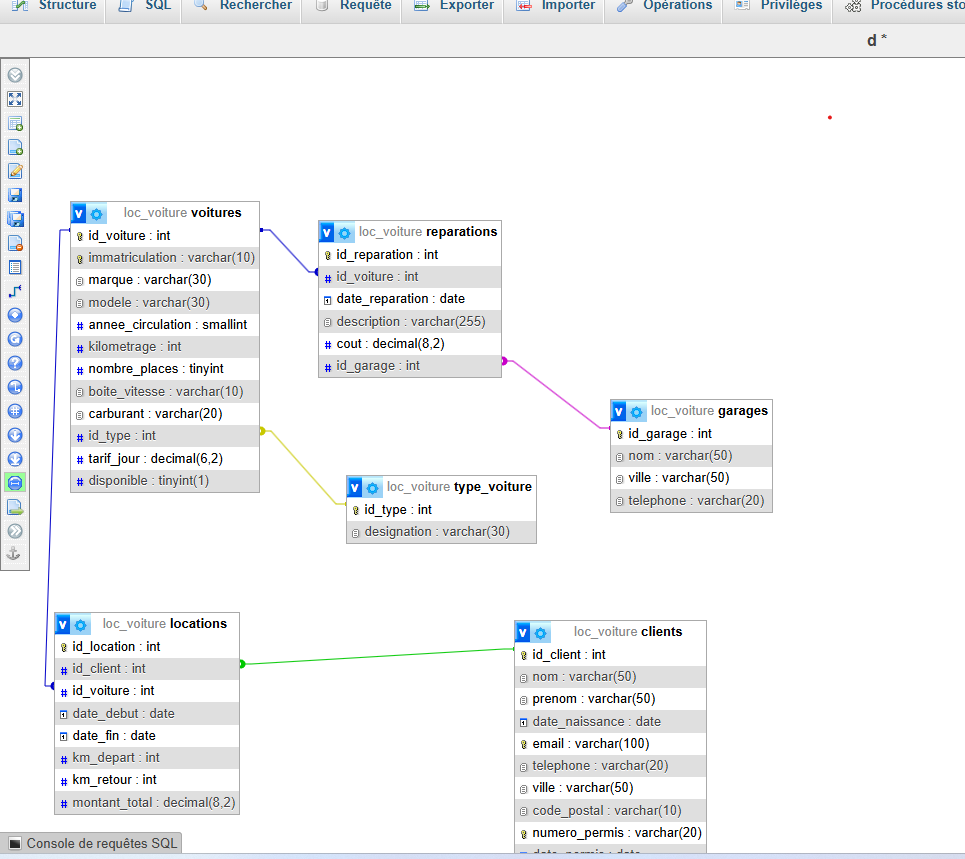 Structure SQL Rechercher Requête Exporter Importer Opérations Privilèges Procédures sto
d *
loc_voiture voitures
id_voiture : int
immatriculation : varchar(10)
marque : varchar(30)
modele : varchar(30)
annee_circulation : smallint
kilometrage : int
nombre_places : tinyint
boite_vitesse : varchar(10)
carburant : varchar(20)
id_type : int
tarif_jour : decimal(6,2)
disponible : tinyint(1)
loc_voiture reparations
id_reparation : int
id_voiture : int
date_reparation : date
description : varchar(255)
cout : decimal(8,2)
id_garage : int
loc_voiture garages
id_garage : int
nom : varchar(50)
ville : varchar(50)
telephone : varchar(20)
loc_voiture type_voiture
id_type : int
designation : varchar(30)
loc_voiture locations
id_location : int
id_client : int
id_voiture : int
date_debut : date
date_fin : date
km_depart : int
km_retour : int
montant_total : decimal(8,2)
loc_voiture clients
id_client : int
nom : varchar(50)
prenom : varchar(50)
date_naissance : date
email : varchar(100)
telephone : varchar(20)
ville : varchar(50)
code_postal : varchar(10)
numero_permis : varchar(20)
date_permis : date
Console de requêtes SQL